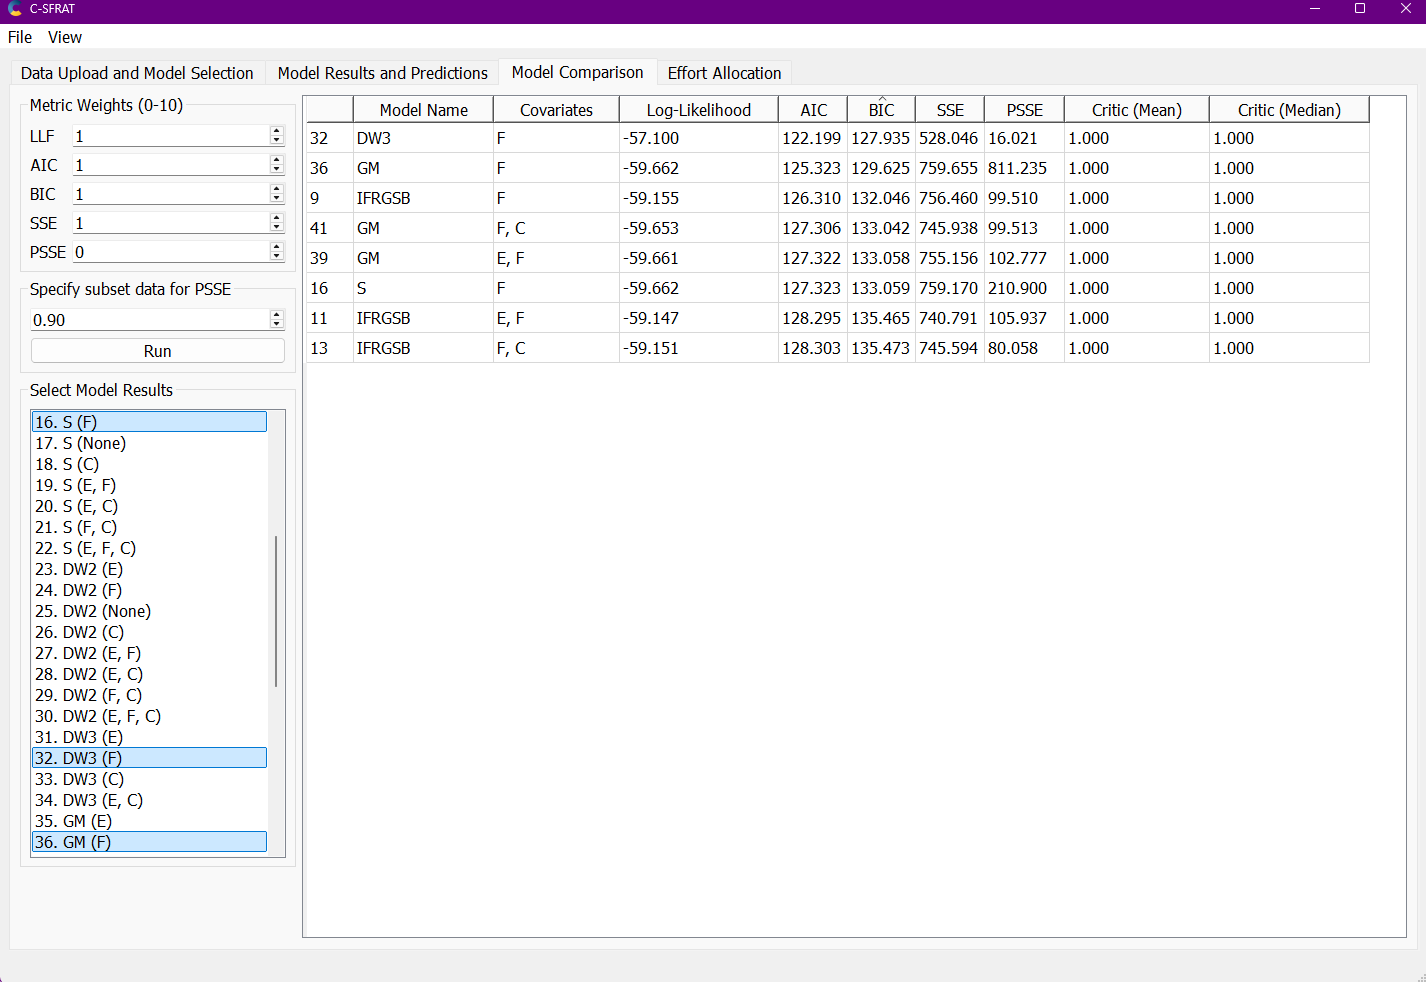 C-SFRAT
File View
Data Upload and Model Selection Model Results and Predictions Model Comparison Effort Allocation
Metric Weights (0-10)
LLF 1
AIC 1
BIC 1
SSE 1
PSSE 0
Specify subset data for PSSE
0.90
Run
Select Model Results
16. S (F)
17. S (None)
18. S (C)
19. S (E, F)
20. S (E, C)
21. S (F, C)
22. S (E, F, C)
23. DW2 (E)
24. DW2 (F)
25. DW2 (None)
26. DW2 (C)
27. DW2 (E, F)
28. DW2 (E, C)
29. DW2 (F, C)
30. DW2 (E, F, C)
31. DW3 (E)
32. DW3 (F)
33. DW3 (C)
34. DW3 (E, C)
35. GM (E)
36. GM (F)
Model Name Covariates Log-Likelihood AIC BIC SSE PSSE Critic (Mean) Critic (Median)
32 DW3 F -57.100 122.199 127.935 528.046 16.021 1.000 1.000
36 GM F -59.662 125.323 129.625 759.655 811.235 1.000 1.000
9 IFRGSB F -59.155 126.310 132.046 756.460 99.510 1.000 1.000
41 GM F, C -59.653 127.306 133.042 745.938 99.513 1.000 1.000
39 GM E, F -59.661 127.322 133.058 755.156 102.777 1.000 1.000
16 S F -59.662 127.323 133.059 759.170 210.900 1.000 1.000
11 IFRGSB E, F -59.147 128.295 135.465 740.791 105.937 1.000 1.000
13 IFRGSB F, C -59.151 128.303 135.473 745.594 80.058 1.000 1.000